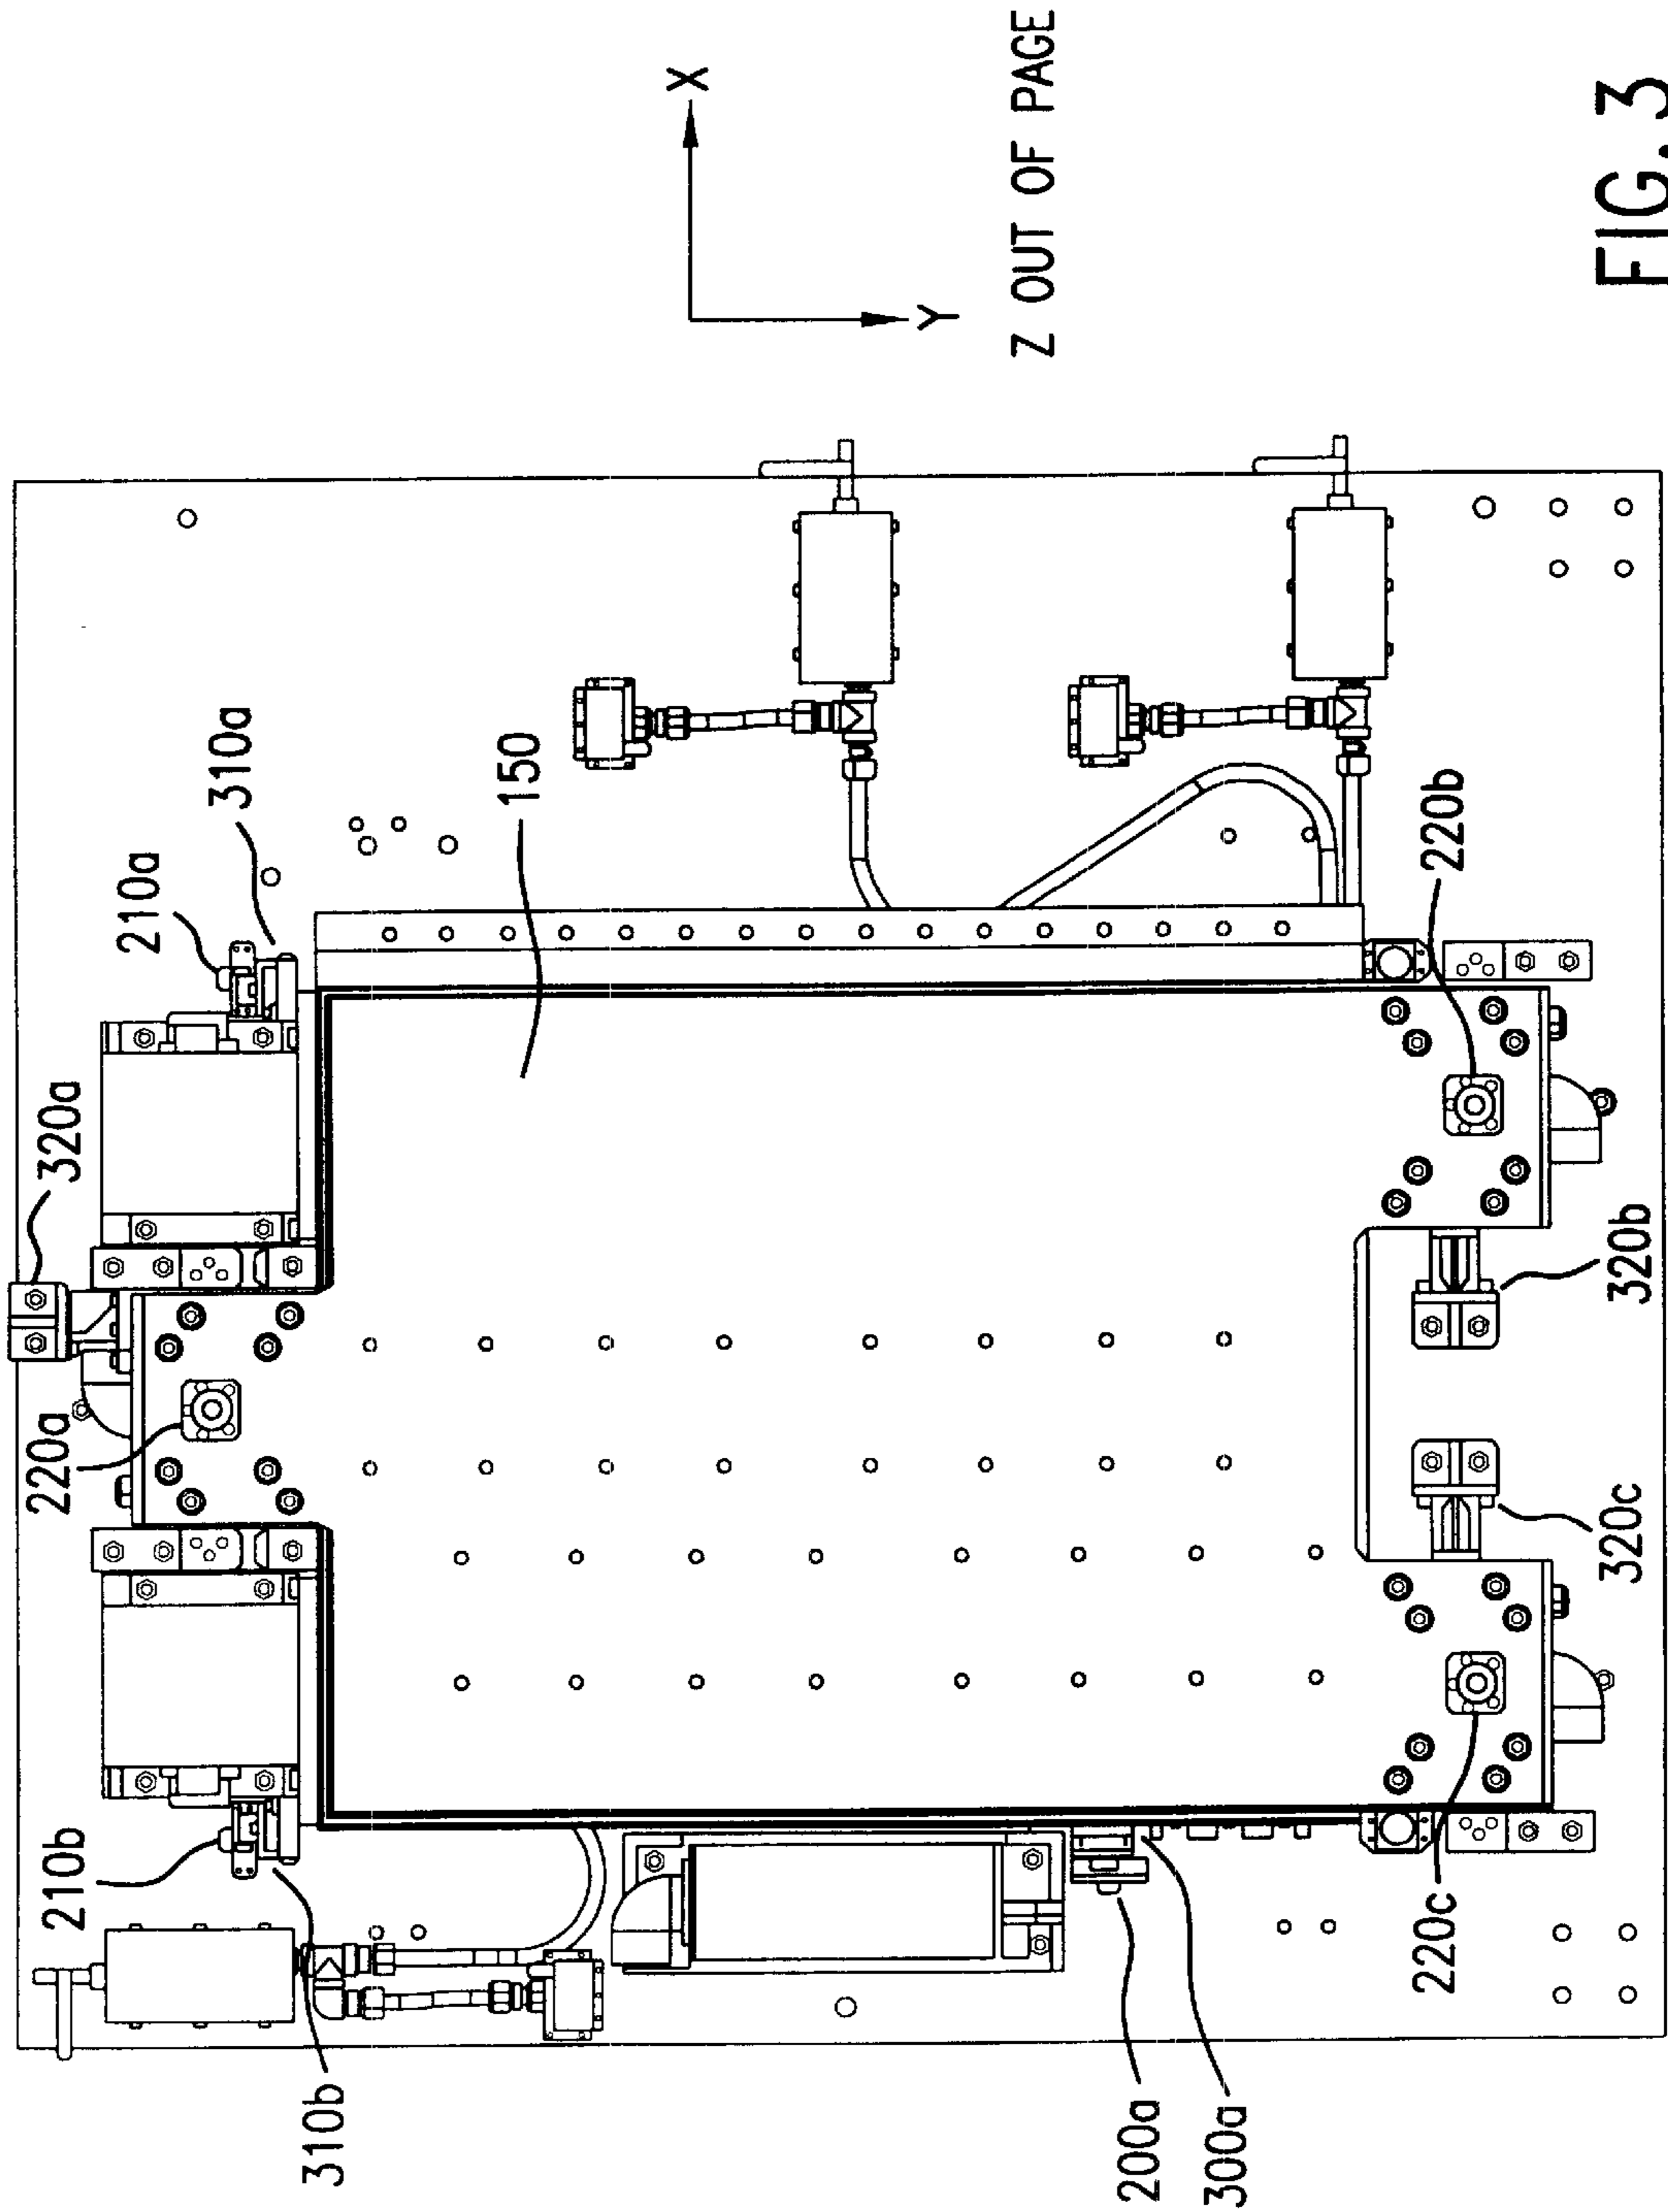 X
Y
Z OUT OF PAGE
FIG. 3
310a
210a
150
320a
220b
220a
320b
320c
210b
220c
310b
200a
300a